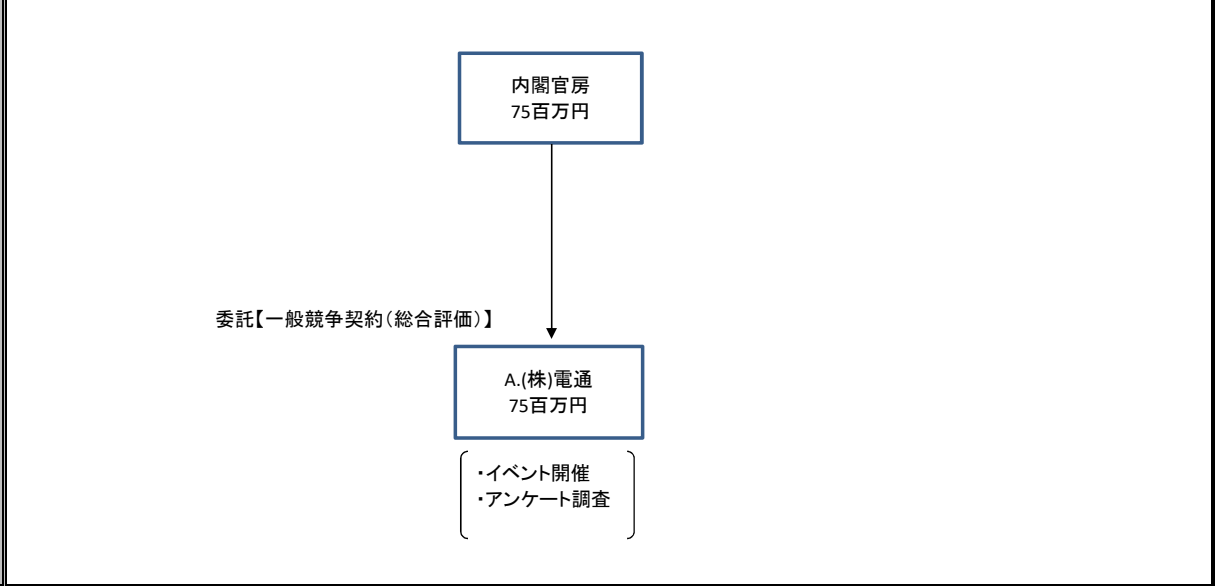 内閣官房
75百万円
委託【一般競争契約(総合評価)】
A.(株)電通
75百万円
・イベント開催
・アンケート調査